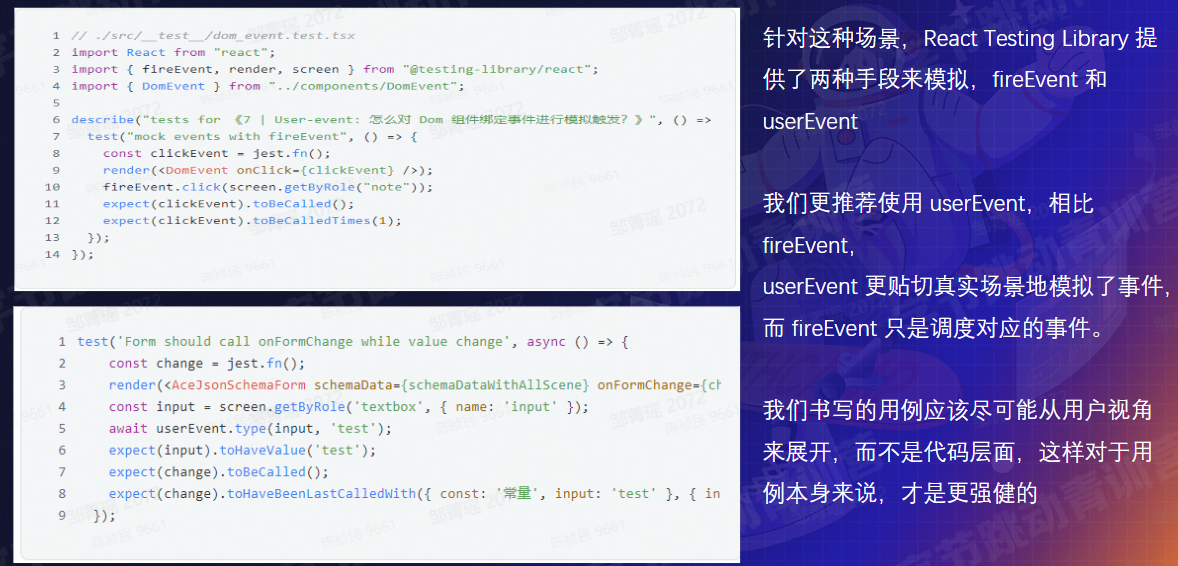 1 // ./src/__test__/dom_event.test.tsx
2 import React from "react";
3 import { fireEvent, render, screen } from "@testing-library/react";
4 import { DomEvent } from "../components/DomEvent";
5
6 describe("tests for 《7 | User-event: 怎么对 Dom 组件绑定事件进行模拟触发？》", () =>
7 test("mock events with fireEvent", () => {
8 const clickEvent = jest.fn();
9 render(<DomEvent onClick={clickEvent} />);
10 fireEvent.click(screen.getByRole("note"));
11 expect(clickEvent).toBeCalled();
12 expect(clickEvent).toBeCalledTimes(1);
13 });
14 });
1 test('Form should call onFormChange while value change', async () => {
2 const change = jest.fn();
3 render(<AceJsonSchemaForm schemaData={schemaDataWithAllScene} onFormChange={ch
4 const input = screen.getByRole('textbox', { name: 'input' });
5 await userEvent.type(input, 'test');
6 expect(input).toHaveValue('test');
7 expect(change).toBeCalled();
8 expect(change).toHaveBeenLastCalledWith({ const: '常量', input: 'test' }, { in
9 });
针对这种场景，React Testing Library 提
供了两种手段来模拟，fireEvent 和
userEvent
我们更推荐使用 userEvent，相比
fireEvent，
userEvent 更贴切真实场景地模拟了事件，
而 fireEvent 只是调度对应的事件。
我们书写的用例应该尽可能从用户视角
来展开，而不是代码层面，这样对于用
例本身来说，才是更强健的
邹青瑶 2072
陈祯民 9661